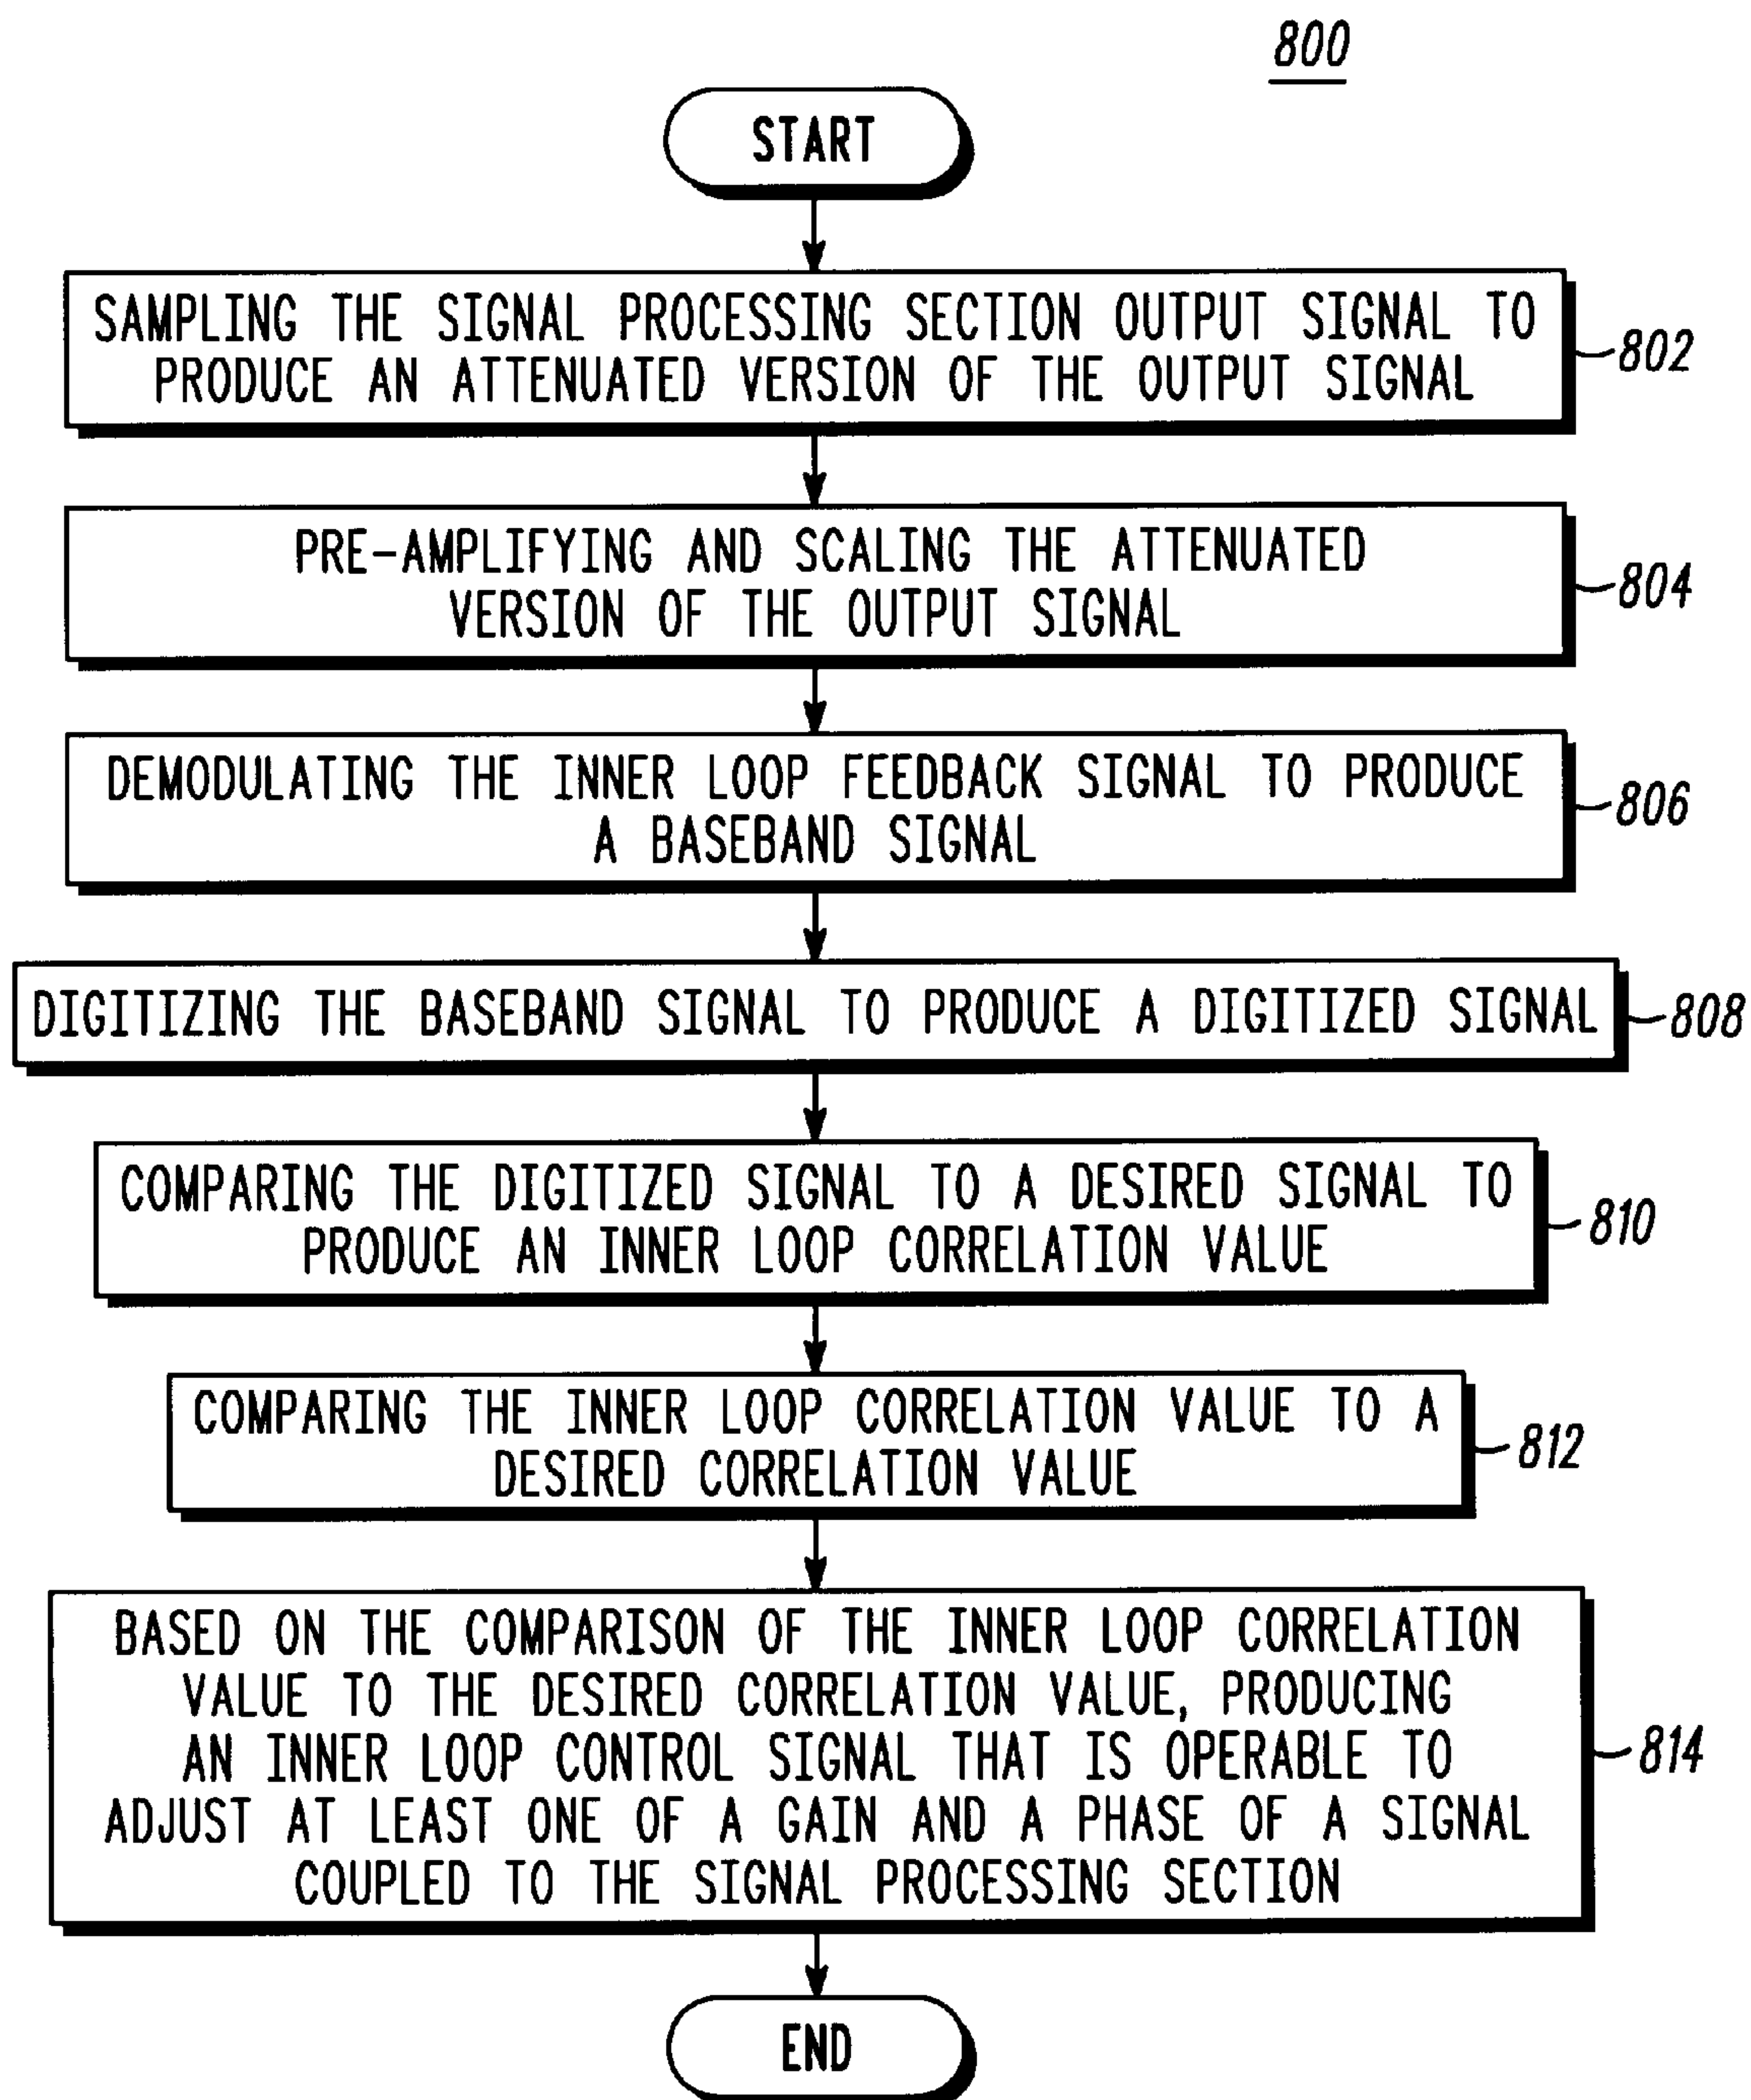 800
START
SAMPLING THE SIGNAL PROCESSING SECTION OUTPUT SIGNAL TO
PRODUCE AN ATTENUATED VERSION OF THE OUTPUT SIGNAL
802
PRE-AMPLIFYING AND SCALING THE ATTENUATED
VERSION OF THE OUTPUT SIGNAL
804
DEMODULATING THE INNER LOOP FEEDBACK SIGNAL TO PRODUCE
A BASEBAND SIGNAL
806
DIGITIZING THE BASEBAND SIGNAL TO PRODUCE A DIGITIZED SIGNAL
808
COMPARING THE DIGITIZED SIGNAL TO A DESIRED SIGNAL TO
PRODUCE AN INNER LOOP CORRELATION VALUE
810
COMPARING THE INNER LOOP CORRELATION VALUE TO A
DESIRED CORRELATION VALUE
812
BASED ON THE COMPARISON OF THE INNER LOOP CORRELATION
VALUE TO THE DESIRED CORRELATION VALUE, PRODUCING
AN INNER LOOP CONTROL SIGNAL THAT IS OPERABLE TO
ADJUST AT LEAST ONE OF A GAIN AND A PHASE OF A SIGNAL
COUPLED TO THE SIGNAL PROCESSING SECTION
814
END